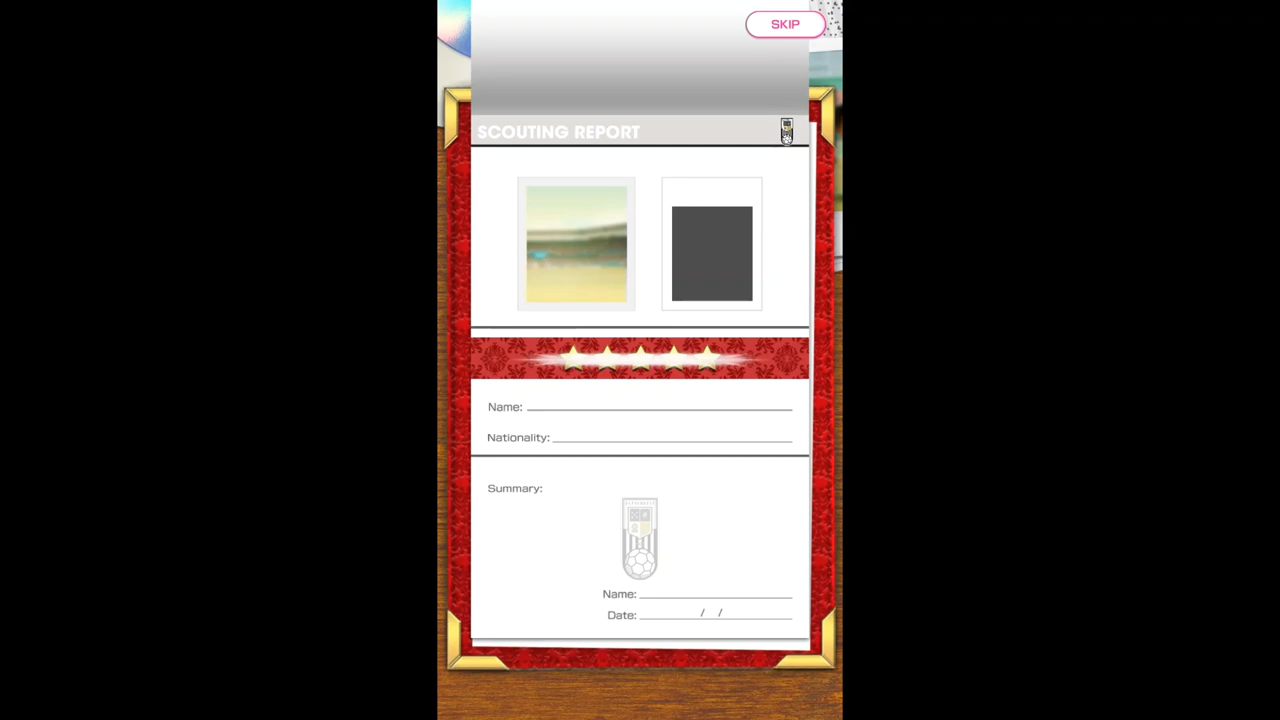 SKIP
SCOUTING REPORT
Name:
Nationality:
Summary:
Name:
Date: / /